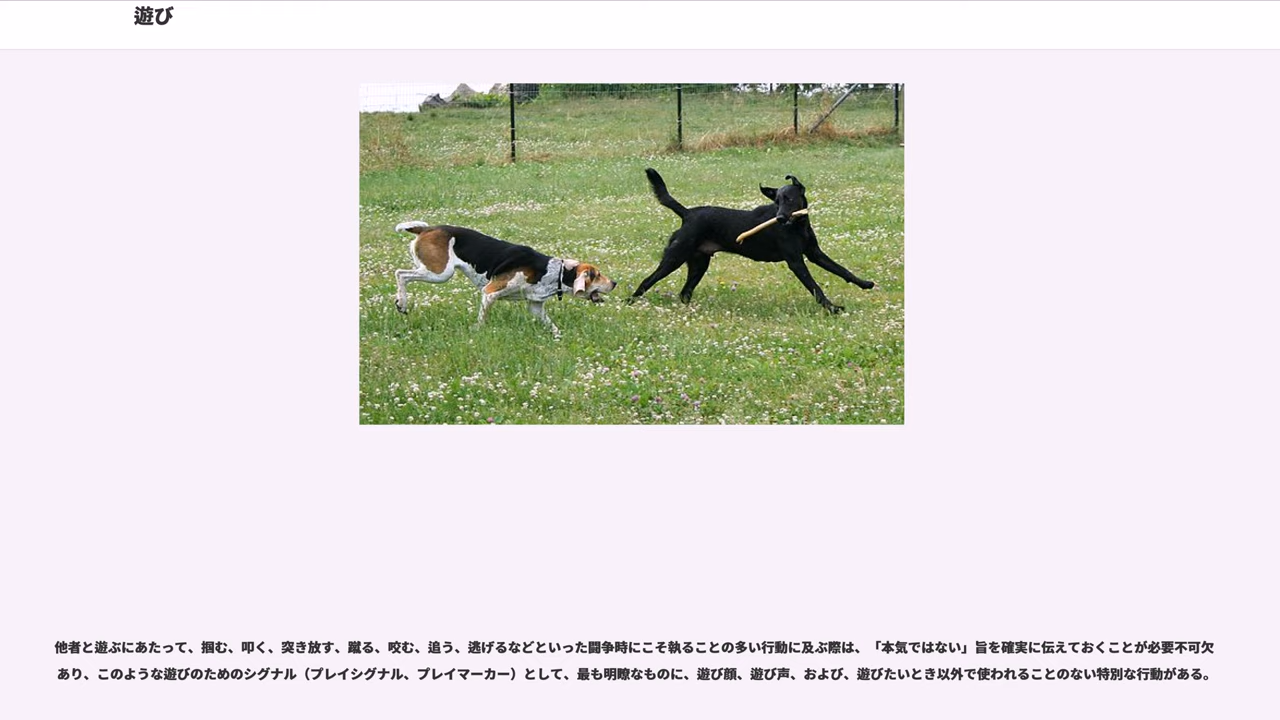 遊び
他者と遊ぶにあたって、掴む、叩く、突き放す、蹴る、咬む、追う、逃げるなどといった闘争時にこそ執ることの多い行動に及ぶ際は、「本気ではない」旨を確実に伝えておくことが必要不可欠
あり、このような遊びのためのシグナル（プレイシグナル、プレイマーカー）として、最も明瞭なものに、遊び顔、遊び声、および、遊びたいとき以外で使われることのない特別な行動がある。